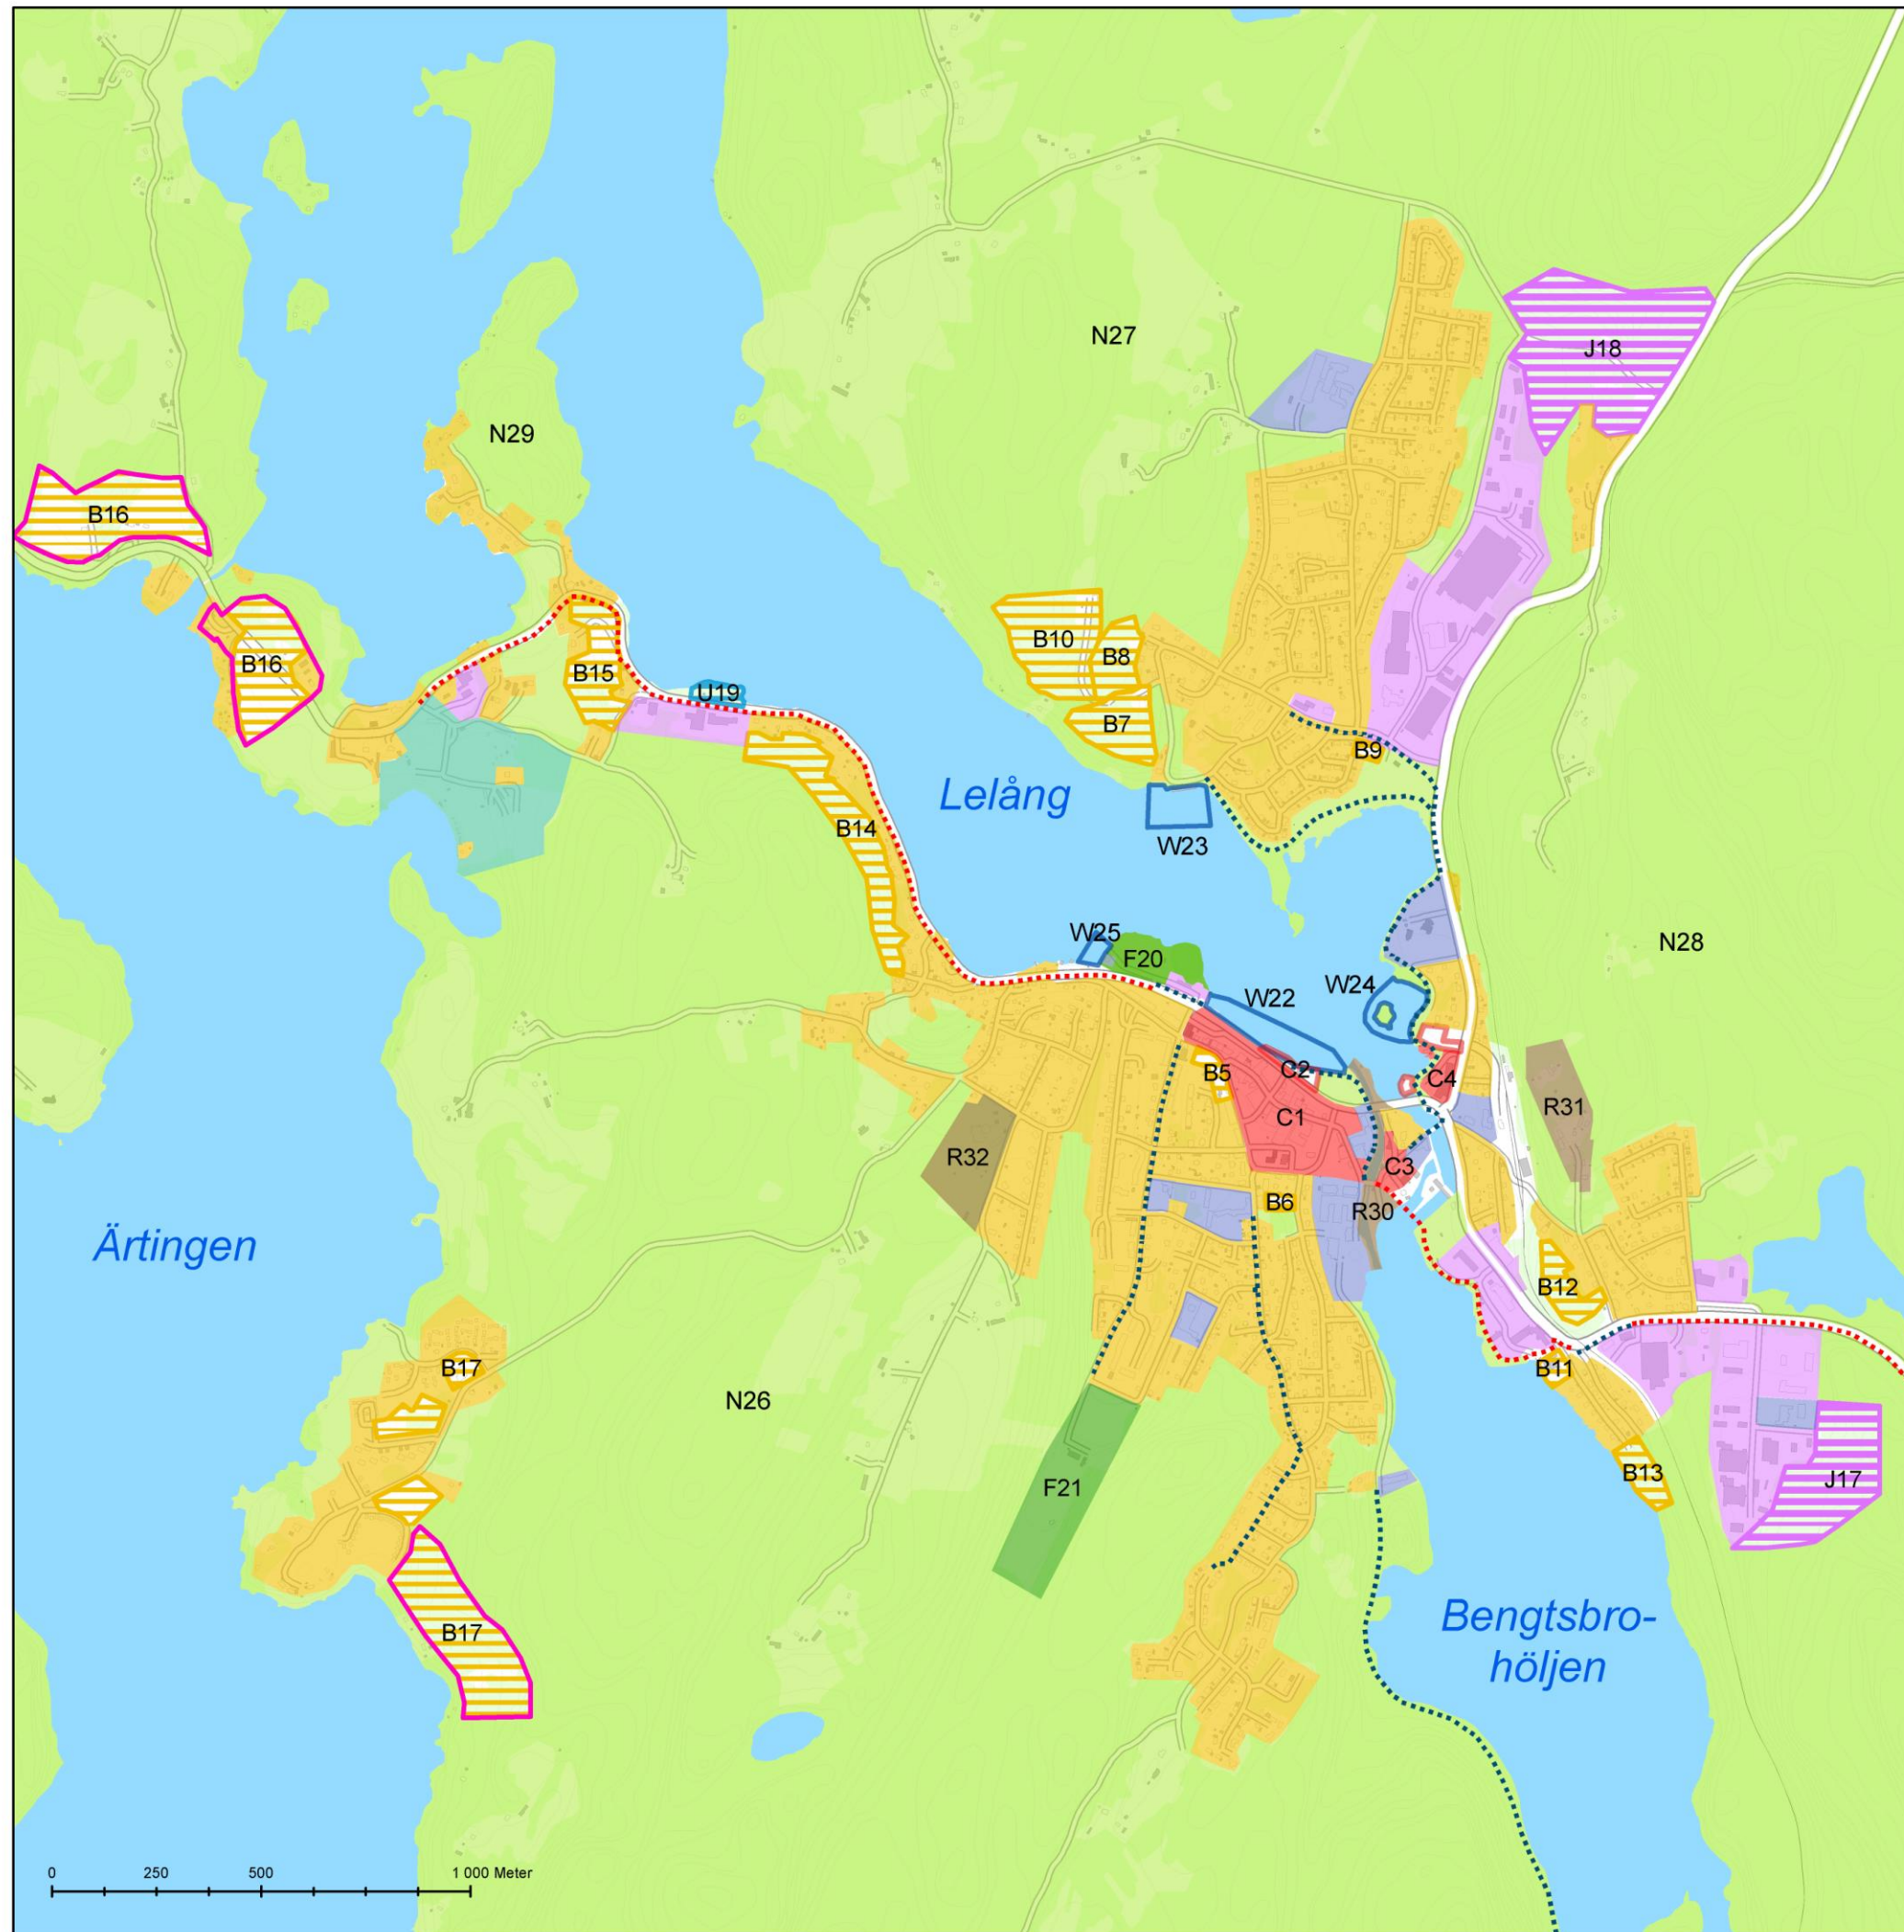 N27
J18
N29
B16
B10
B8
B16
B15
U19
B7
B9
Lelång
B14
W23
W25
F20
N28
W24
W22
C2
B5
C4
C1
R31
R32
C3
B6
R30
Ärtingen
B12
B17
B11
N26
B13
J17
F21
Bengtsbro-
höljen
B17
0 250 500 1 000 Meter